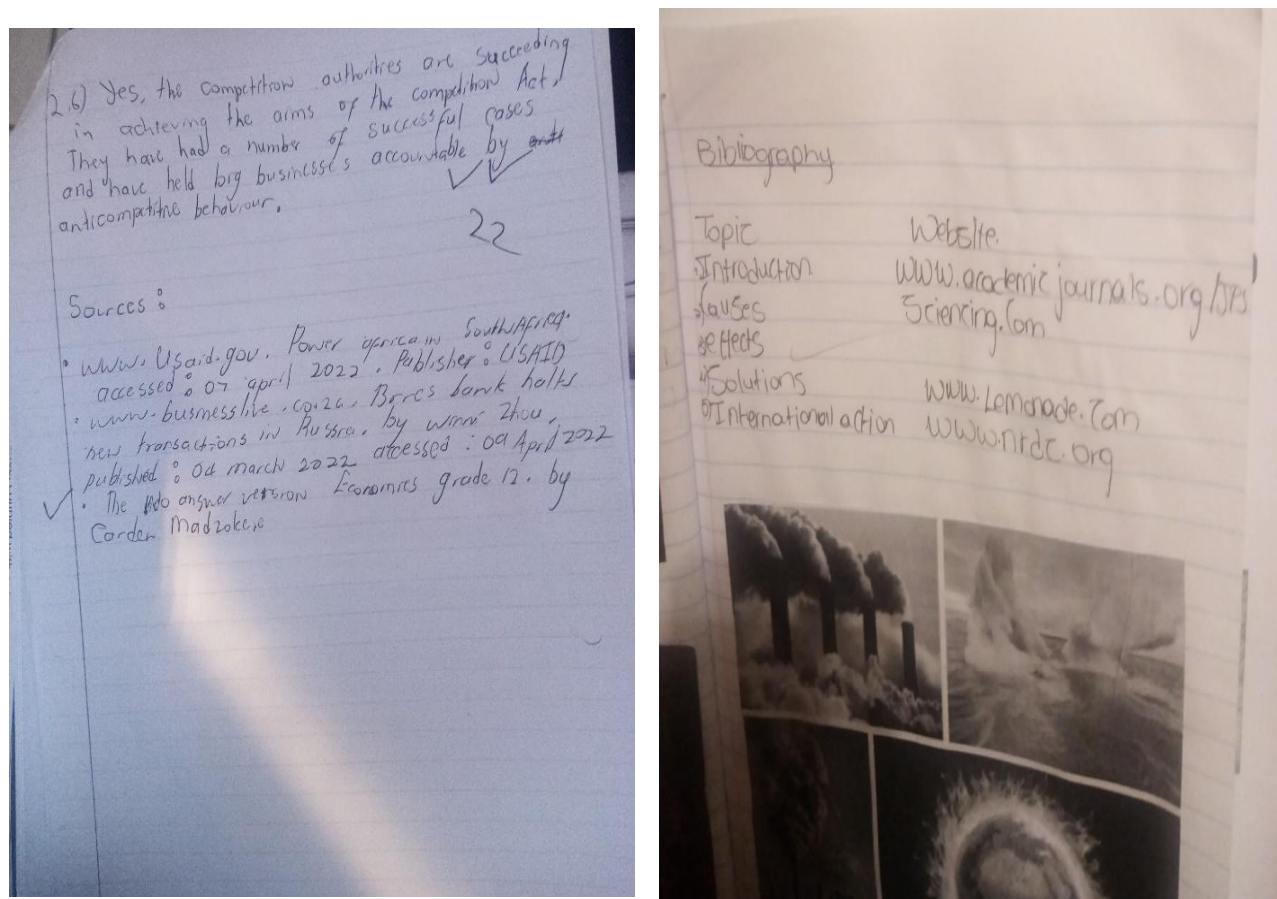 2.6) Yes, the competition authorities are succeeding
in achieving the aims of the competition Act.
They have had a number of successful cases
and have held big businesses accountable by
anticompetitive behaviour.
22
Sources :
• www.Usaid.gov. Power africa in South Africa.
accessed : 07 april 2022. Publisher : USAID
• www.businesslive.co.za. Brics bank halts
new transactions in Russia. by winni Zhou.
published : 04 march 2022 accessed : 09 April 2022
• The answer version Economics grade 12. by
Corden Madzokere
Bibliography
Topic Website.
Introduction www.academicjournals.org/
Causes Sciencing.Com
effects
Solutions www.Lemonade.Com
International action www.nrdc.org